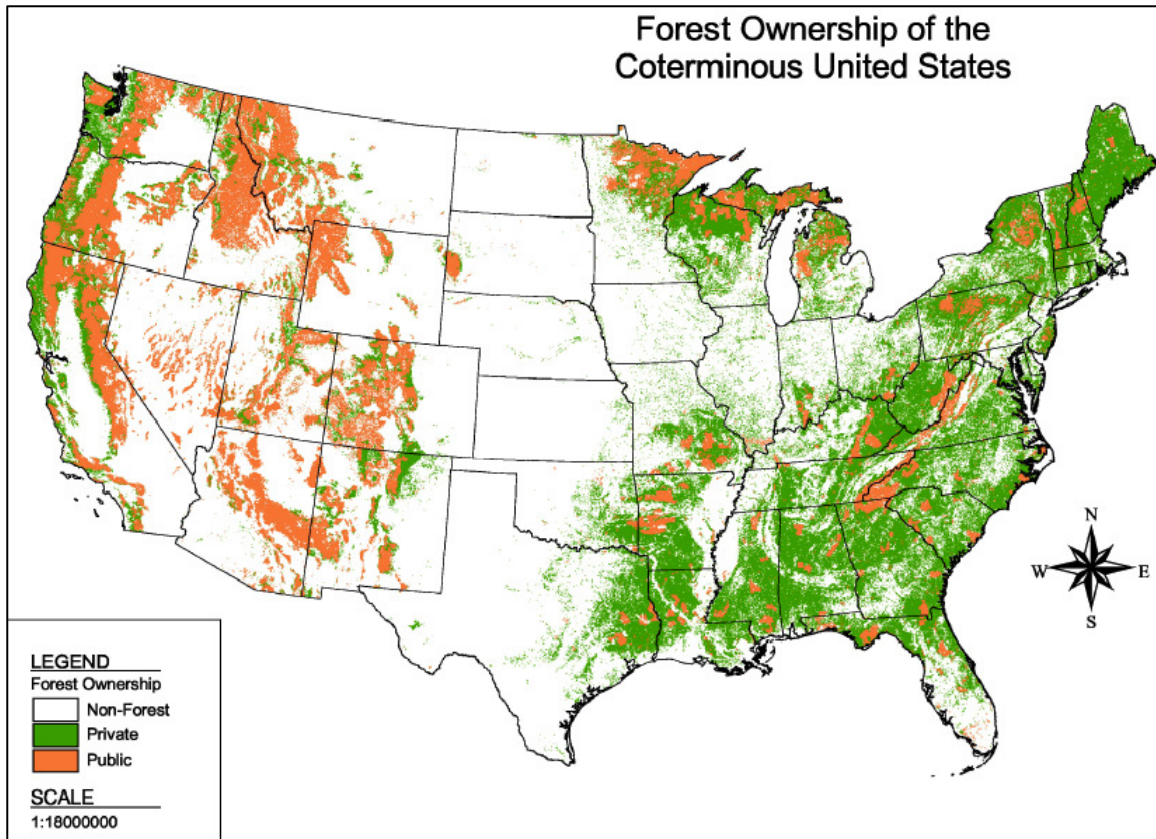 Forest Ownership of the
Coterminous United States
N
W E
S
LEGEND
Forest Ownership
Non-Forest
Private
Public
SCALE
1:18000000